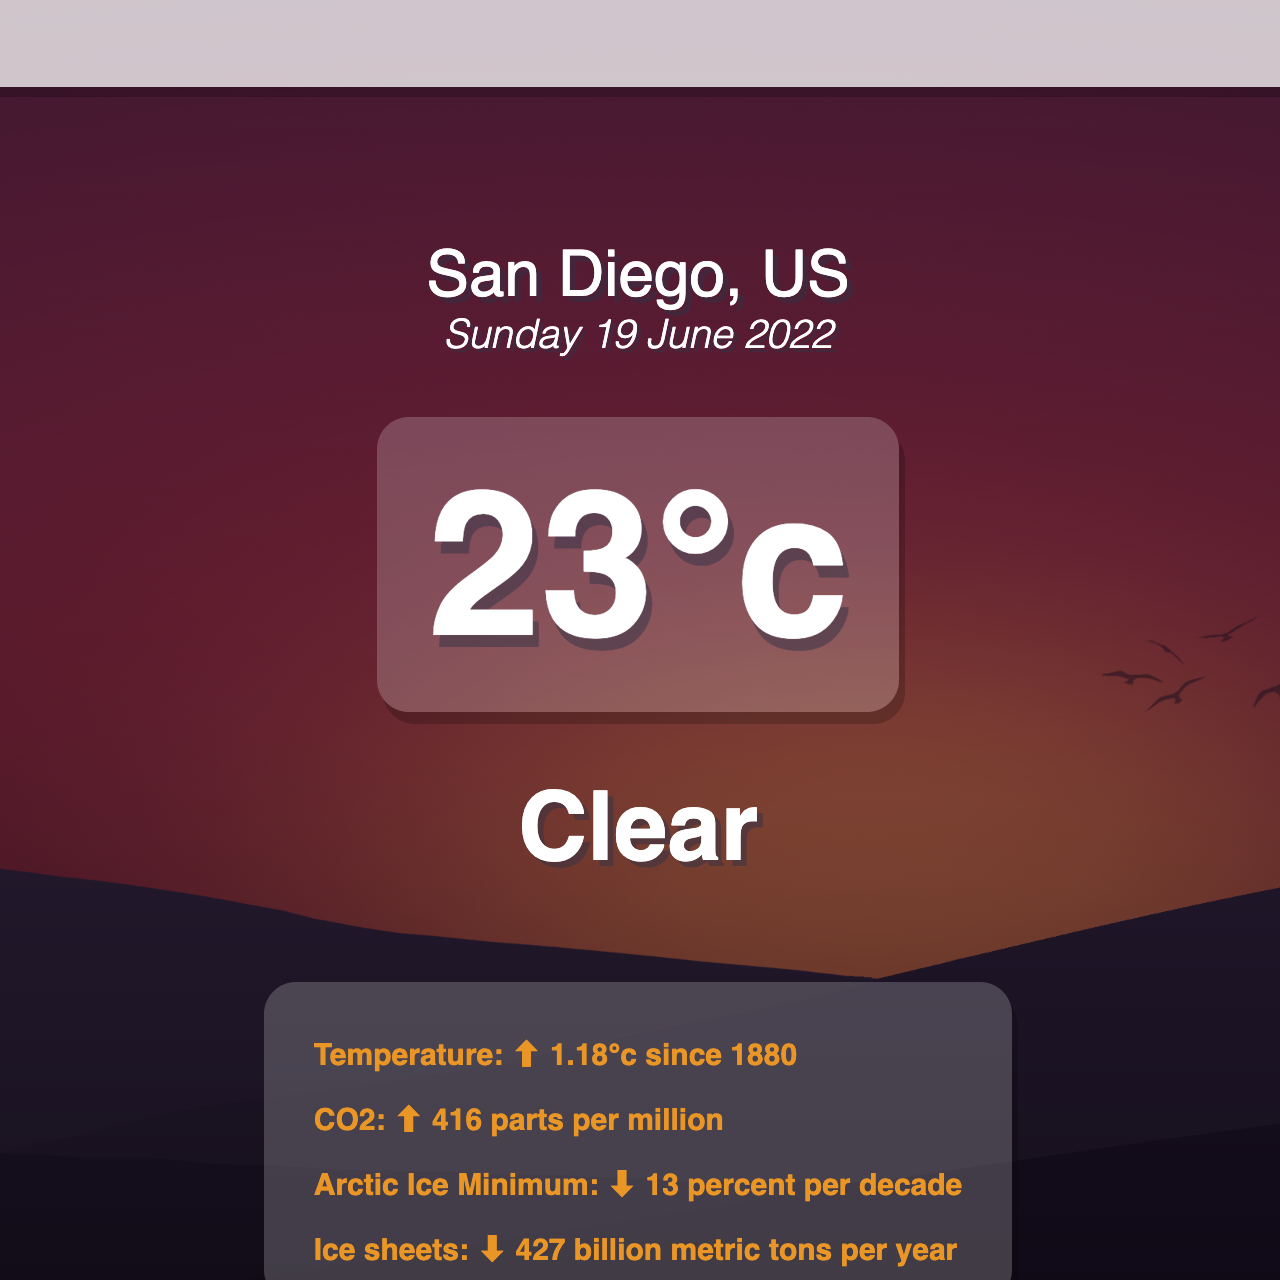 San Diego, US
Sunday 19 June 2022
23°c
Clear
Temperature: ⬆ 1.18°c since 1880
CO2: ⬆ 416 parts per million
Arctic Ice Minimum: ⬇ 13 percent per decade
Ice sheets: ⬇ 427 billion metric tons per year